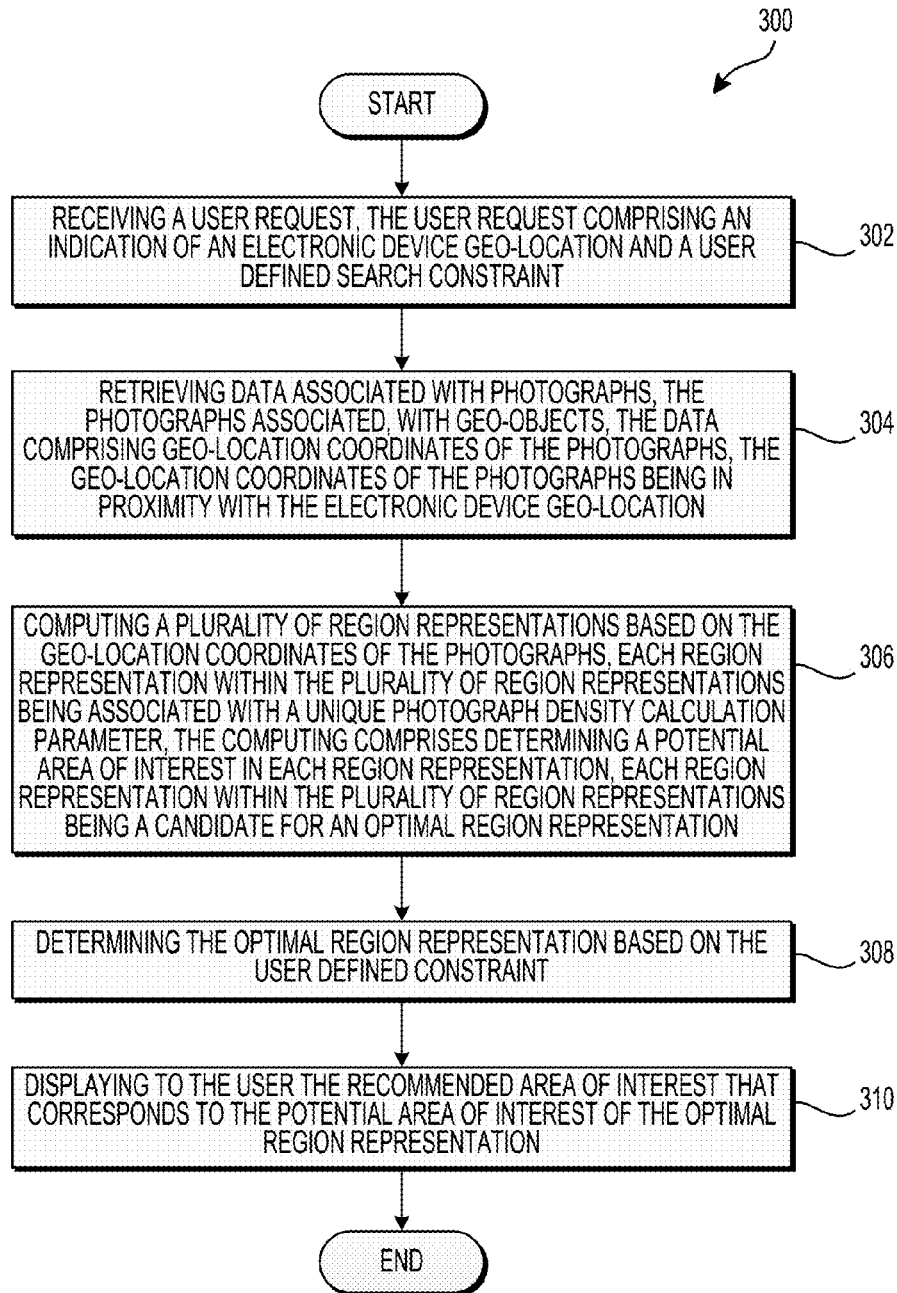 300
START
RECEIVING A USER REQUEST, THE USER REQUEST COMPRISING AN
INDICATION OF AN ELECTRONIC DEVICE GEO-LOCATION AND A USER
DEFINED SEARCH CONSTRAINT
302
RETRIEVING DATA ASSOCIATED WITH PHOTOGRAPHS, THE
PHOTOGRAPHS ASSOCIATED, WITH GEO-OBJECTS, THE DATA
COMPRISING GEO-LOCATION COORDINATES OF THE PHOTOGRAPHS, THE
GEO-LOCATION COORDINATES OF THE PHOTOGRAPHS BEING IN
PROXIMITY WITH THE ELECTRONIC DEVICE GEO-LOCATION
304
COMPUTING A PLURALITY OF REGION REPRESENTATIONS BASED ON THE
GEO-LOCATION COORDINATES OF THE PHOTOGRAPHS, EACH REGION
REPRESENTATION WITHIN THE PLURALITY OF REGION REPRESENTATIONS
BEING ASSOCIATED WITH A UNIQUE PHOTOGRAPH DENSITY CALCULATION
PARAMETER, THE COMPUTING COMPRISES DETERMINING A POTENTIAL
AREA OF INTEREST IN EACH REGION REPRESENTATION, EACH REGION
REPRESENTATION WITHIN THE PLURALITY OF REGION REPRESENTATIONS
BEING A CANDIDATE FOR AN OPTIMAL REGION REPRESENTATION
306
DETERMINING THE OPTIMAL REGION REPRESENTATION BASED ON THE
USER DEFINED CONSTRAINT
308
DISPLAYING TO THE USER THE RECOMMENDED AREA OF INTEREST THAT
CORRESPONDS TO THE POTENTIAL AREA OF INTEREST OF THE OPTIMAL
REGION REPRESENTATION
310
END